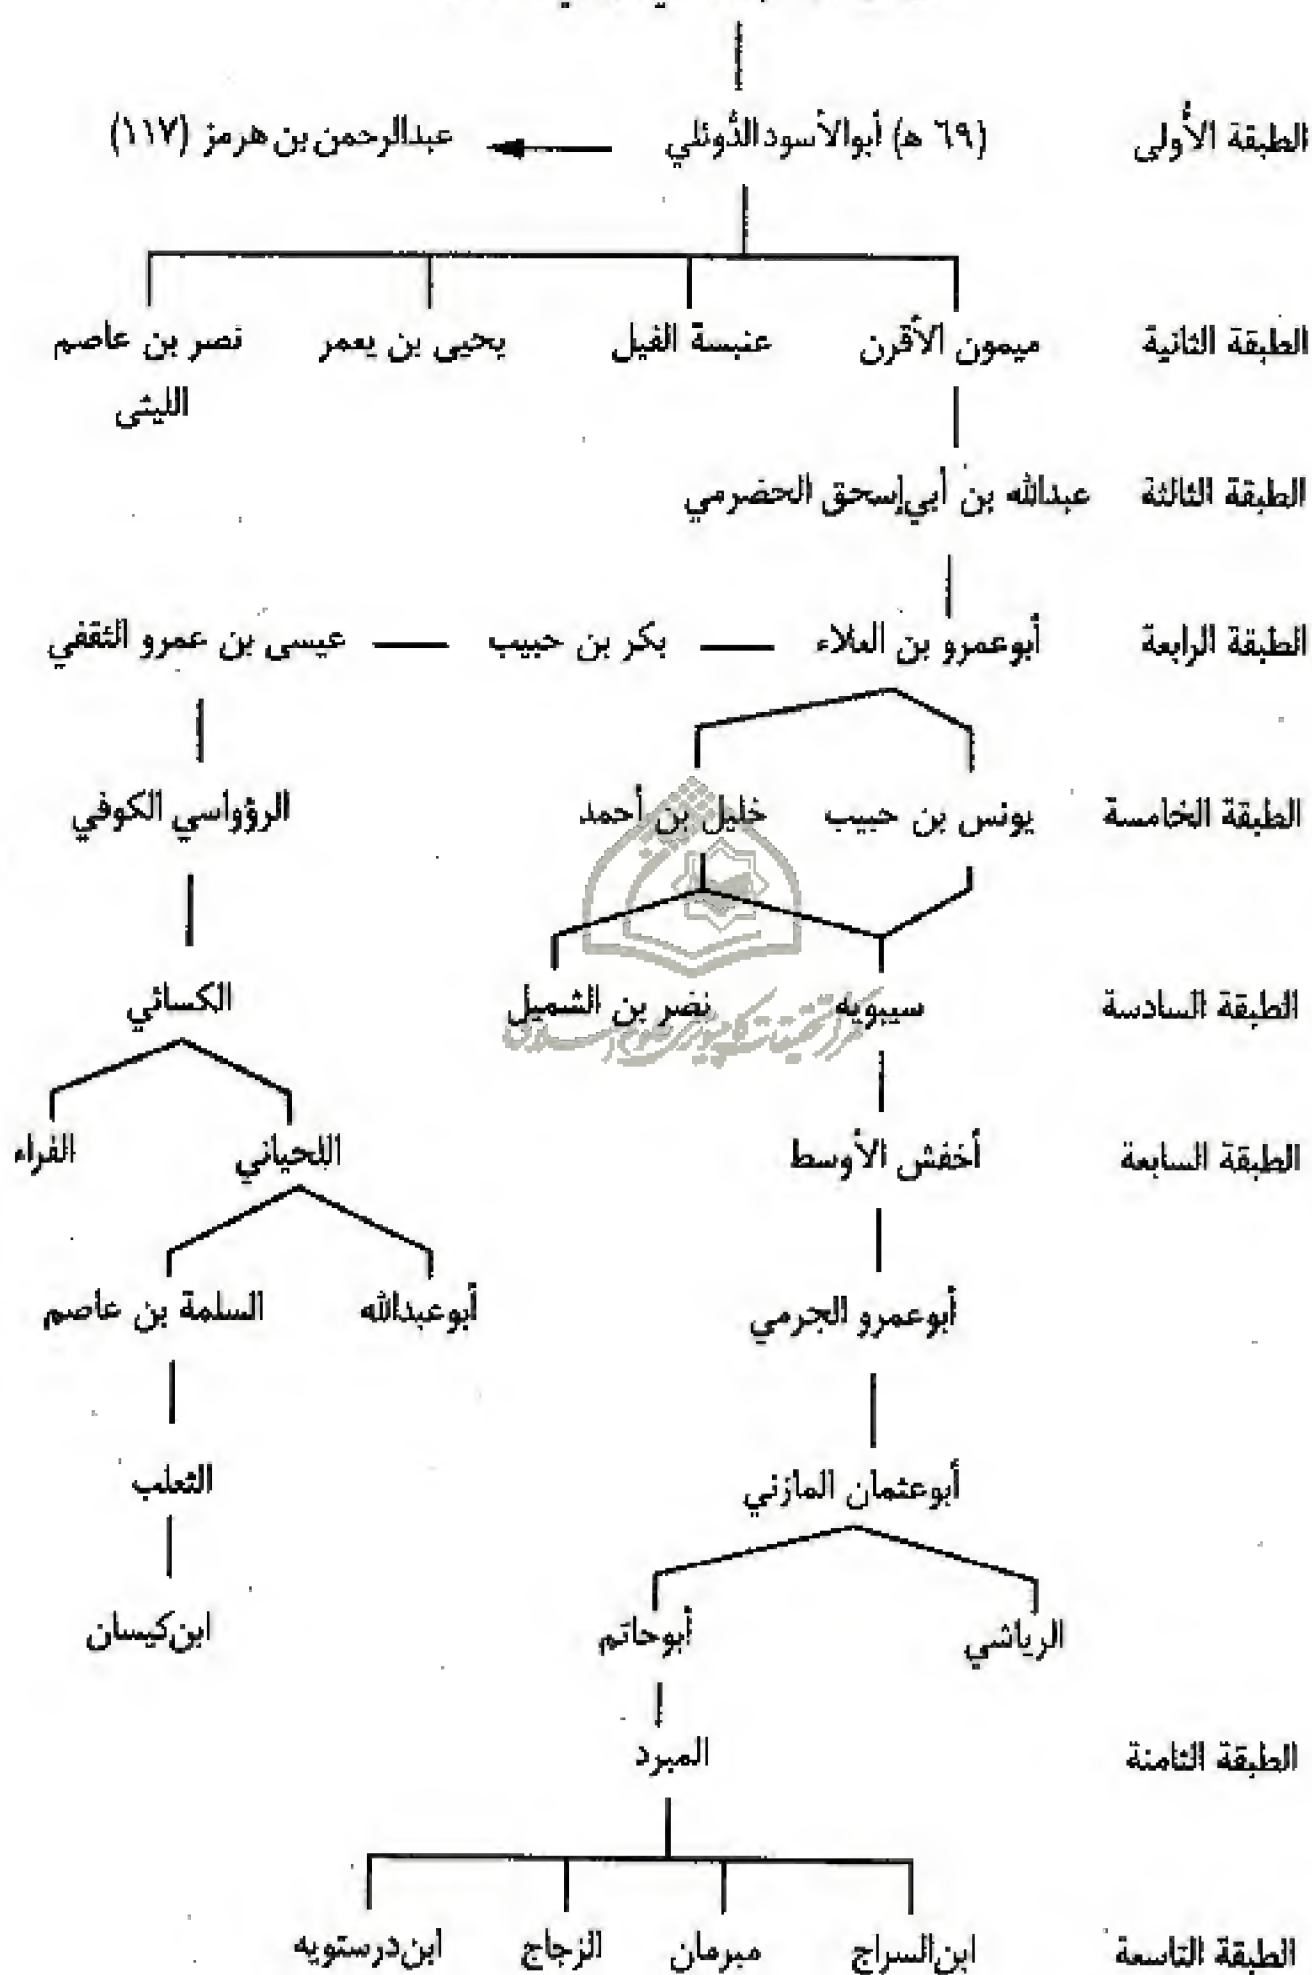 الطبقة الأولى (٦٩ ه) أبوالأسود الدُوئلي عبدالرحمن بن هرمز (١١٧)
الطبقة الثانية ميمون الأقرن عنبسة الفيل يحيى بن يعمر نصر بن عاصم
الليثى
الطبقة الثالثة عبدالله بن أبي إسحق الحضرمي
الطبقة الرابعة أبوعمرو بن العلاء بكر بن حبيب عيسى بن عمرو الثقفي
الطبقة الخامسة يونس بن حبيب خليل بن أحمد الرؤواسي الكوفي
الطبقة السادسة سيبويه نضر بن الشميل الكسائي
الطبقة السابعة أخفش الأوسط اللحياني الفراء
أبوعمرو الجرمي أبوعبدالله السلمة بن عاصم
أبوعثمان المازني الثعلب
الرياشي أبوحاتم ابن‌كيسان
الطبقة الثامنة المبرد
الطبقة التاسعة ابن‌السراج مبرمان الزجاج ابن‌درستويه